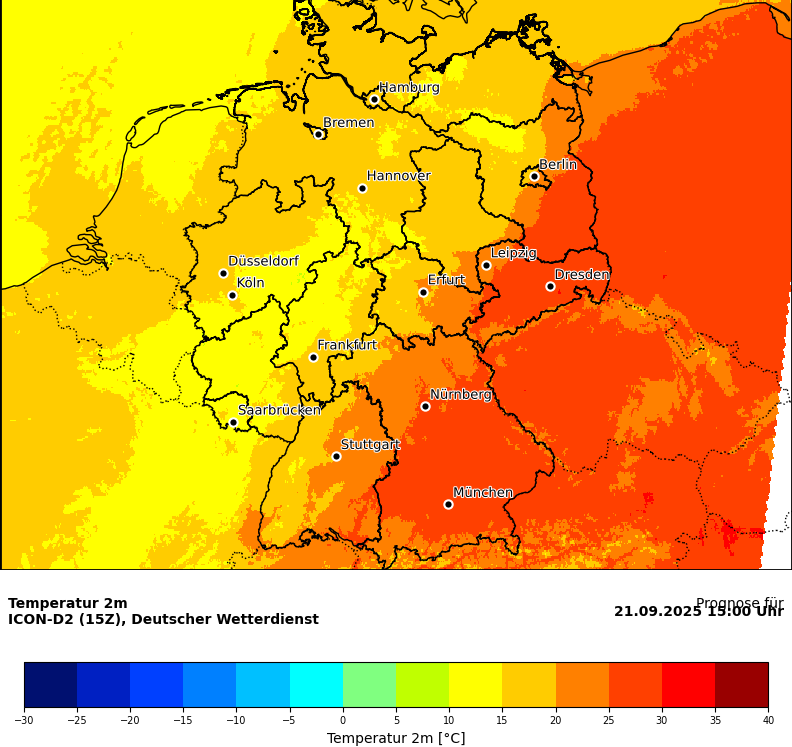 Hamburg
Bremen
Berlin
Hannover
Leipzig
Düsseldorf
Dresden
Köln
Erfurt
Frankfurt
Nürnberg
Saarbrücken
Stuttgart
München
Temperatur 2m
Prognose für
ICON-D2 (15Z), Deutscher Wetterdienst
21.09.2025 15:00 Uhr
−30 −25 −20 −15 −10 −5 0 5 10 15 20 25 30 35 40
Temperatur 2m [°C]